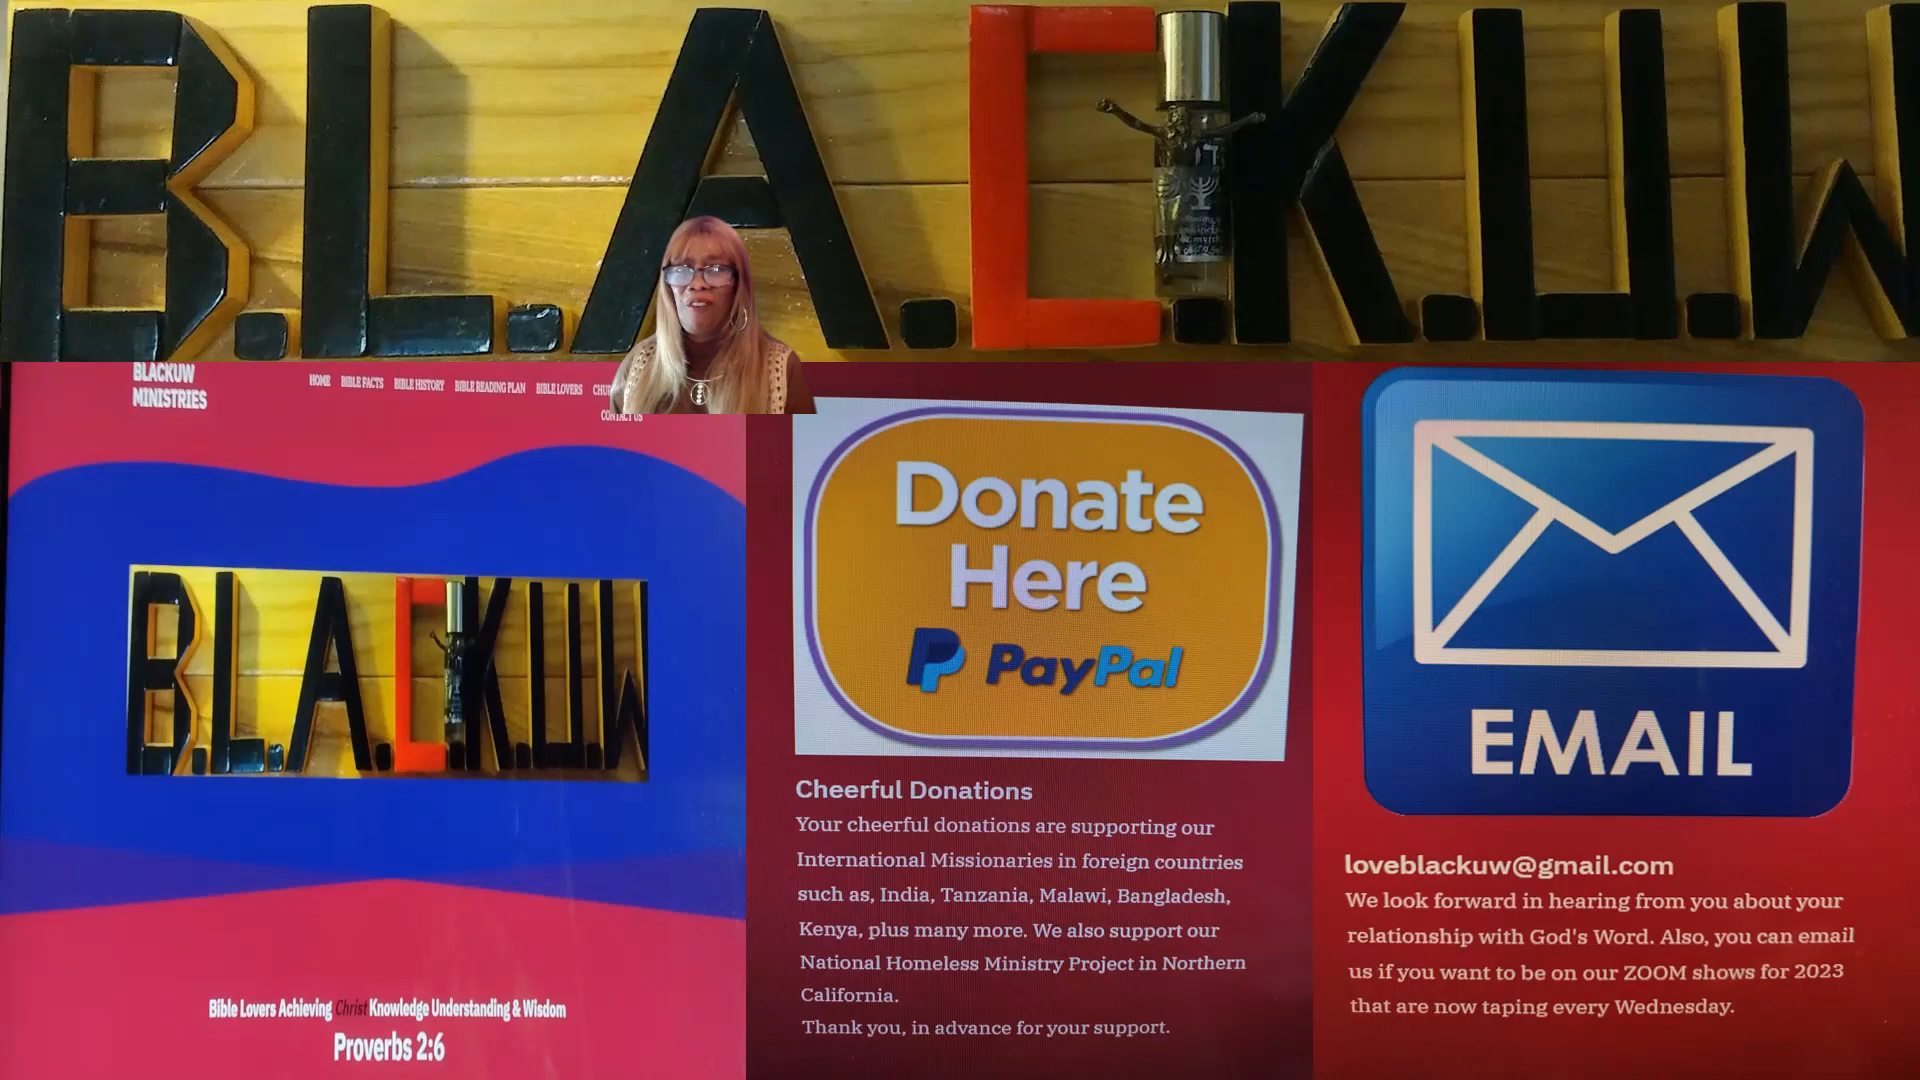 B.L.A.C.K.U.W
BLACKUW
MINISTRIES
HOME BIBLE FACTS BIBLE HISTORY BIBLE READING PLAN BIBLE LOVERS
CONTACT US
B.L.A.C.K.U.W
Bible Lovers Achieving Christ Knowledge Understanding & Wisdom
Proverbs 2:6
Donate
Here
PayPal
Cheerful Donations
Your cheerful donations are supporting our
International Missionaries in foreign countries
such as, India, Tanzania, Malawi, Bangladesh,
Kenya, plus many more. We also support our
National Homeless Ministry Project in Northern
California.
Thank you, in advance for your support.
EMAIL
loveblackuw@gmail.com
We look forward in hearing from you about your
relationship with God's Word. Also, you can email
us if you want to be on our ZOOM shows for 2023
that are now taping every Wednesday.